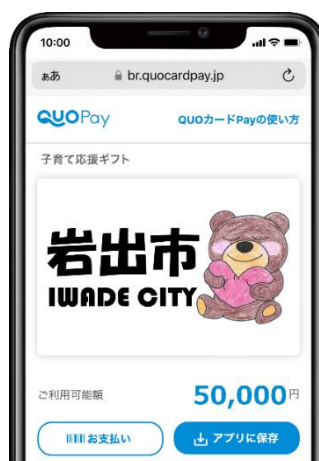 10:00
ぁあ br.quocardpay.jp
QUO Pay QUOカードPayの使い方
子育て応援ギフト
岩出市
IWADE CITY
ご利用可能額 50,000円
お支払い アプリに保存